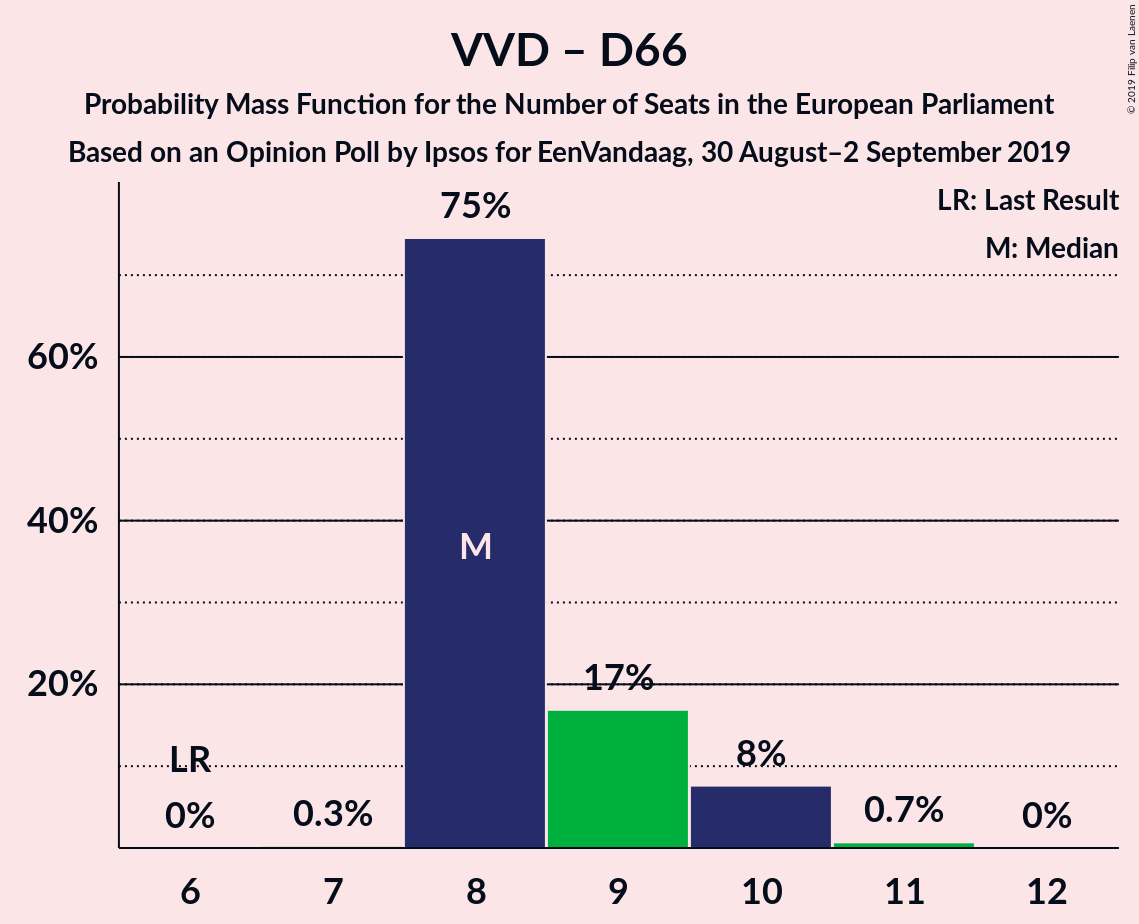 VVD – D66
Probability Mass Function for the Number of Seats in the European Parliament
Based on an Opinion Poll by Ipsos for EenVandaag, 30 August–2 September 2019
© 2019 Filip van Laenen
LR: Last Result
M: Median
75%
60%
40%
M
20%
17%
LR
8%
0%
0.3%
0.7%
0%
6 7 8 9 10 11 12